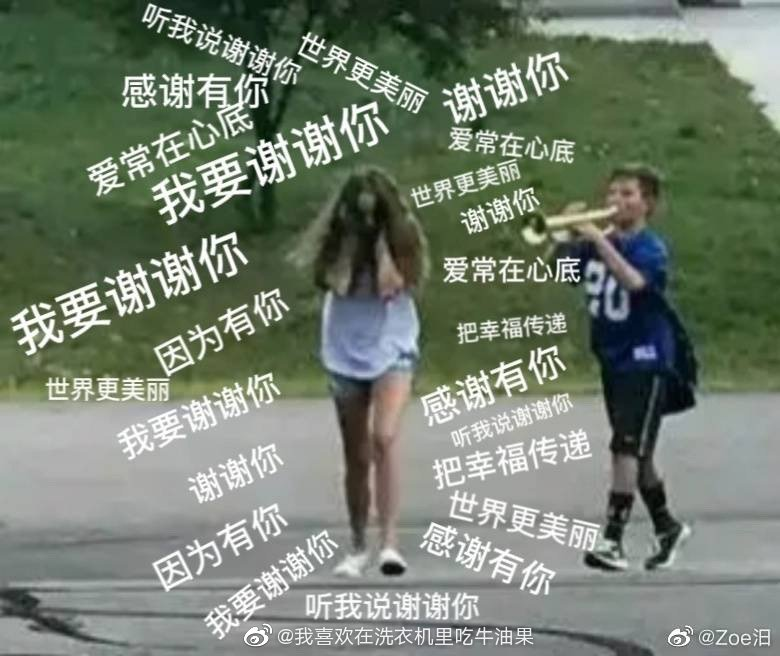 听我说谢谢你
世界更美丽
感谢有你
谢谢你
爱常在心底
我要谢谢你
爱常在心底
世界更美丽
谢谢你
我要谢谢你
爱常在心底
因为有你
把幸福传递
世界更美丽
感谢有你
我要谢谢你
听我说谢谢你
谢谢你
把幸福传递
世界更美丽
因为有你
感谢有你
我要谢谢你
听我说谢谢你
@我喜欢在洗衣机里吃牛油果
@Zoe汨
20